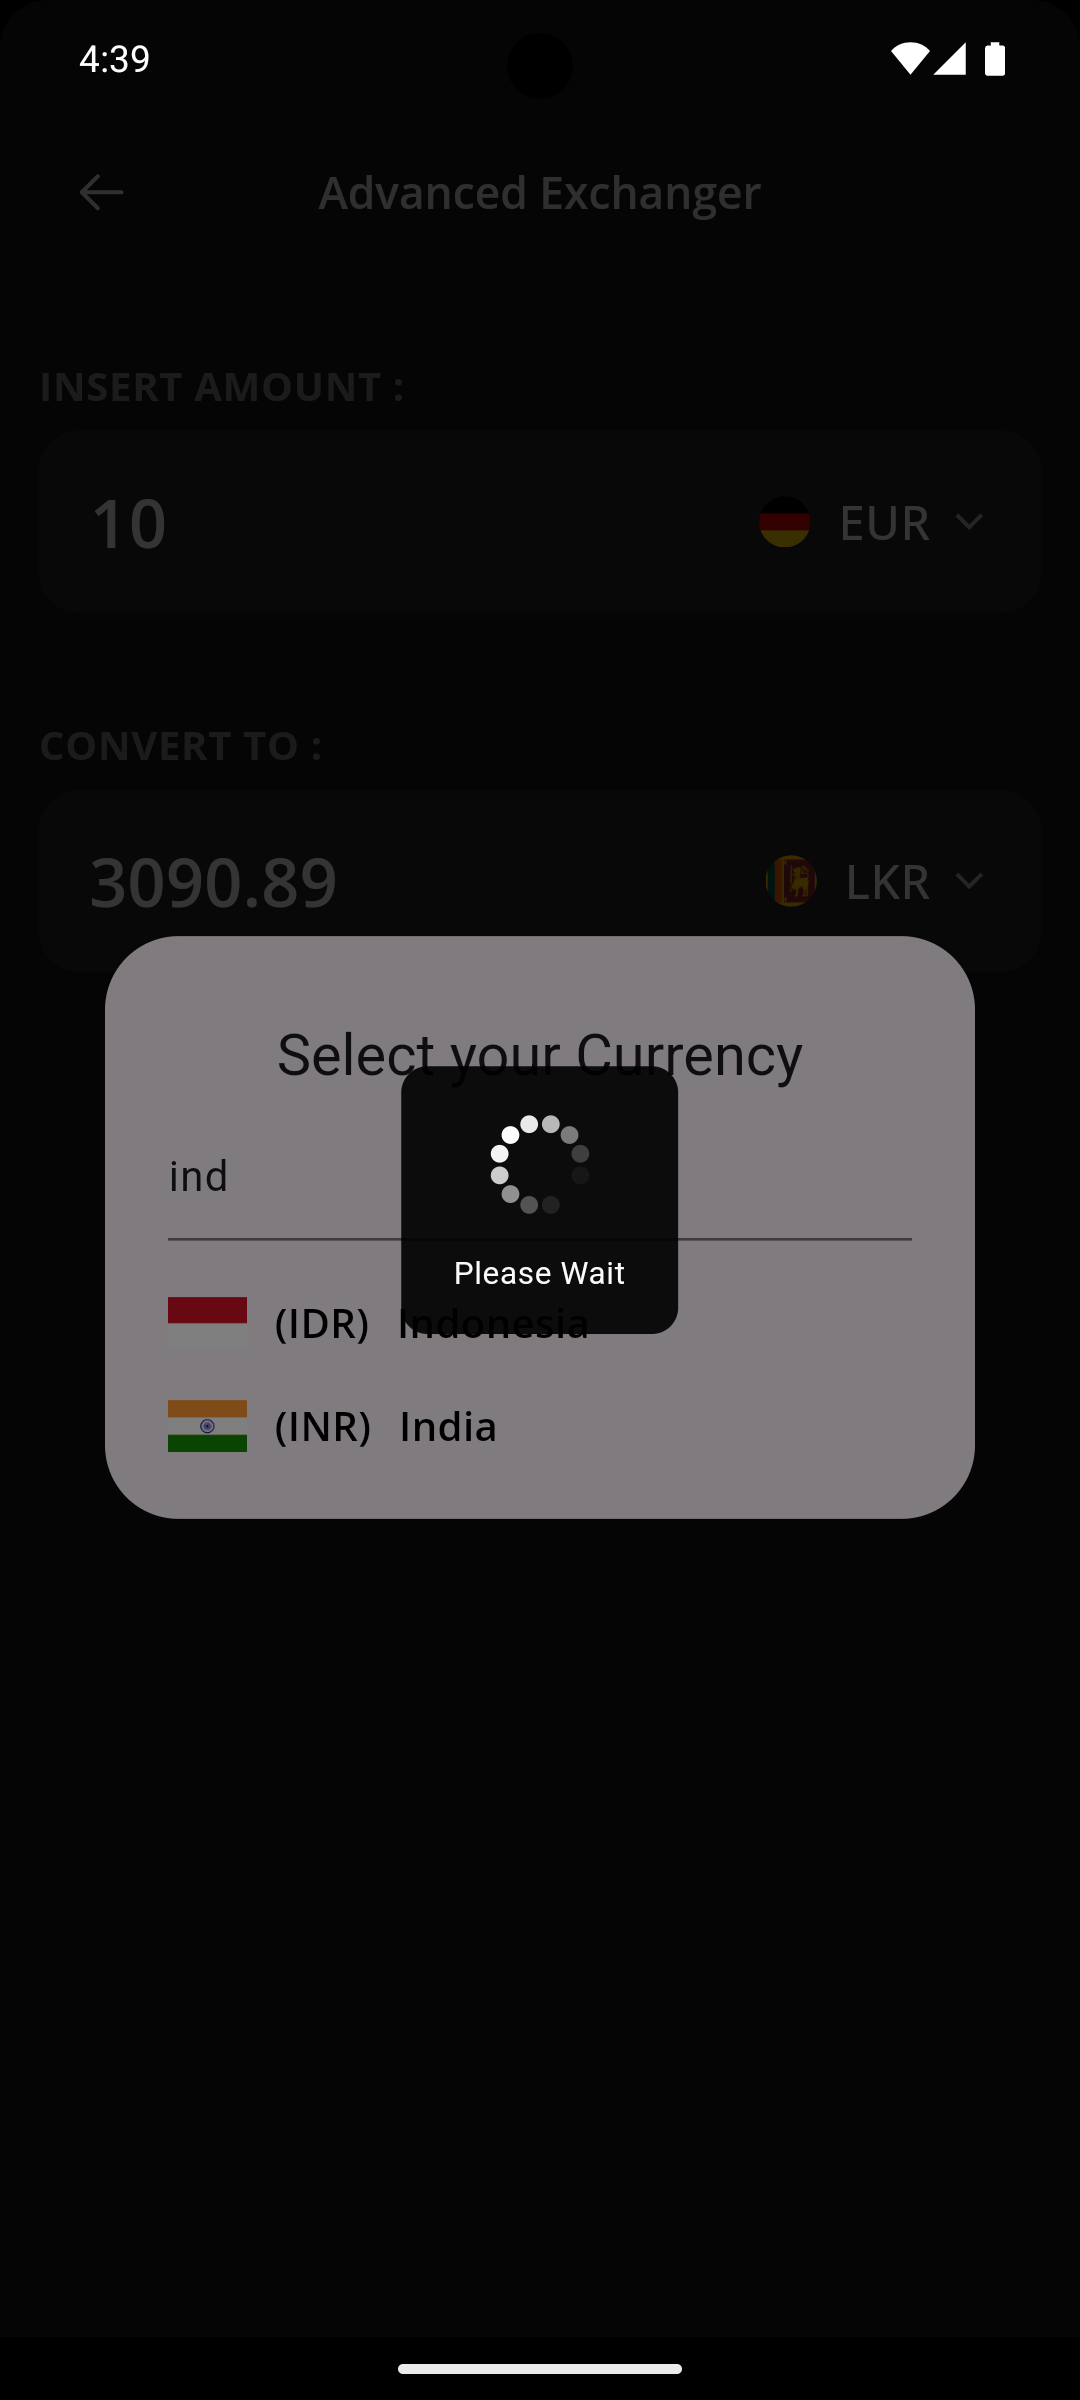 4:39
Advanced Exchanger
INSERT AMOUNT :
10 EUR
CONVERT TO :
3090.89 LKR
Select your Currency
ind
Please Wait
(IDR) Indonesia
(INR) India